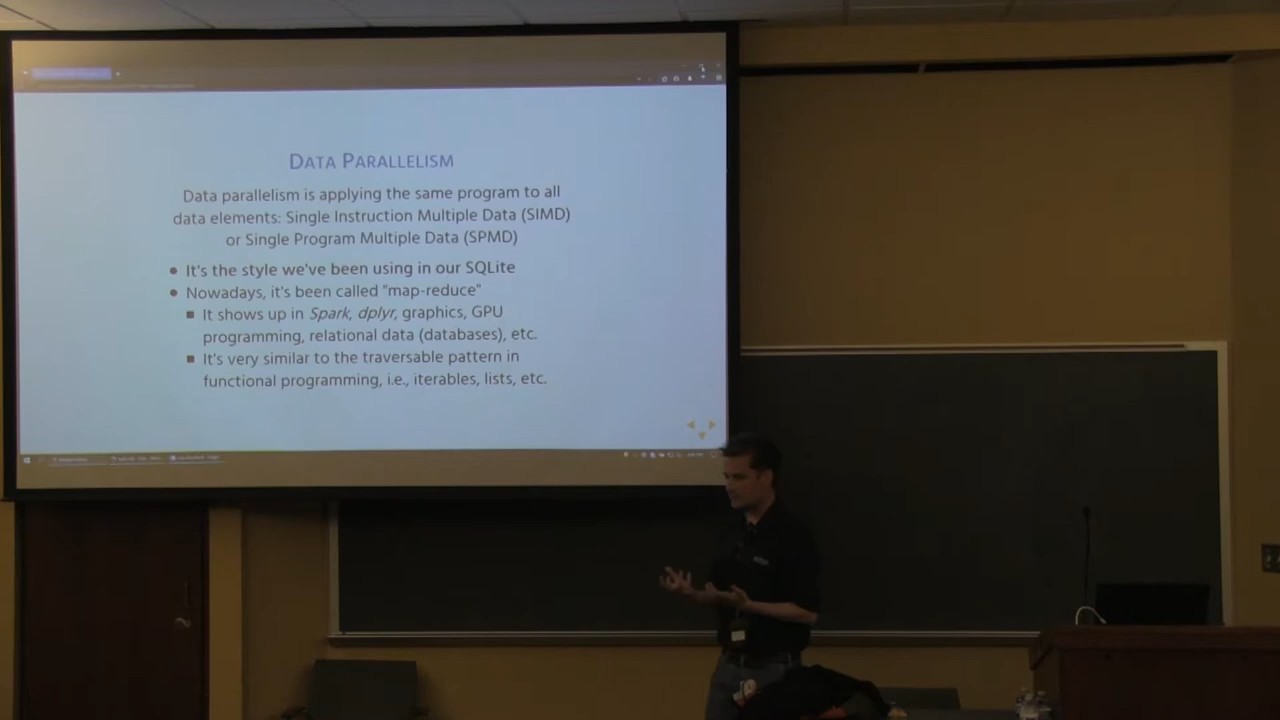 DATA PARALLELISM
Data parallelism is applying the same program to all
data elements: Single Instruction Multiple Data (SIMD)
or Single Program Multiple Data (SPMD)
• It's the style we've been using in our SQLite
• Nowadays, it's been called "map-reduce"
▪ It shows up in Spark, dplyr, graphics, GPU
programming, relational data (databases), etc.
▪ It's very similar to the traversable pattern in
functional programming, i.e., iterables, lists, etc.